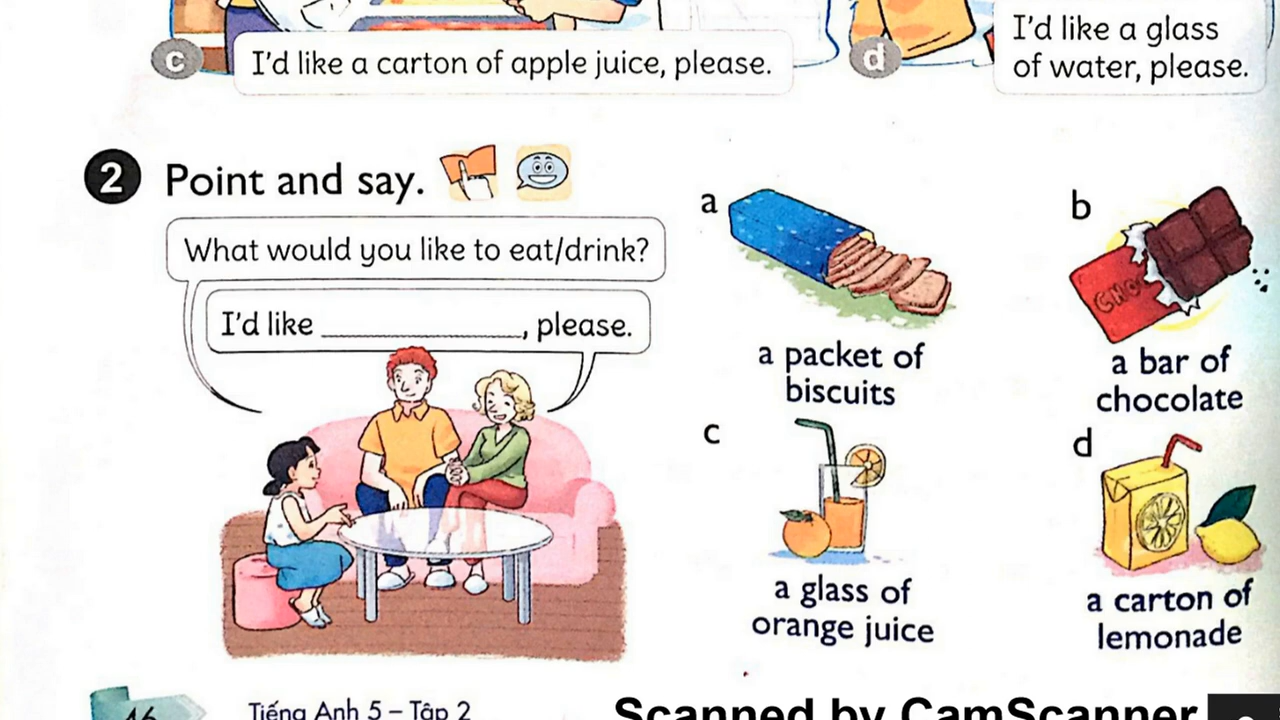 c
I'd like a carton of apple juice, please.
d
I'd like a glass
of water, please.
2 Point and say.
What would you like to eat/drink?
I'd like ____________, please.
a
a packet of
biscuits
b
CHO
a bar of
chocolate
c
a glass of
orange juice
d
a carton of
lemonade
46 Tiếng Anh 5 – Tập 2
Scanned by CamScanner